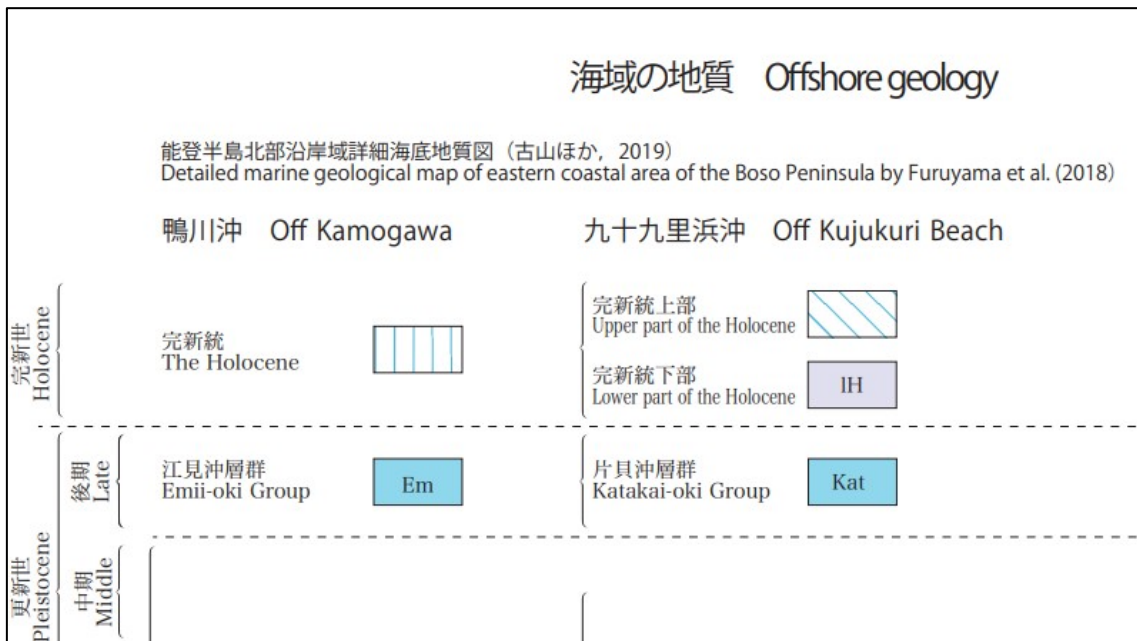 海域の地質 Offshore geology
能登半島北部沿岸域詳細海底地質図（古山ほか，2019）
Detailed marine geological map of eastern coastal area of the Boso Peninsula by Furuyama et al. (2018)
鴨川沖 Off Kamogawa
九十九里浜沖 Off Kujukuri Beach
完新世
Holocene
完新統
The Holocene
完新統上部
Upper part of the Holocene
完新統下部
Lower part of the Holocene
lH
更新世
Pleistocene
後期
Late
江見沖層群
Emii-oki Group
Em
片貝沖層群
Katakai-oki Group
Kat
中期
Middle